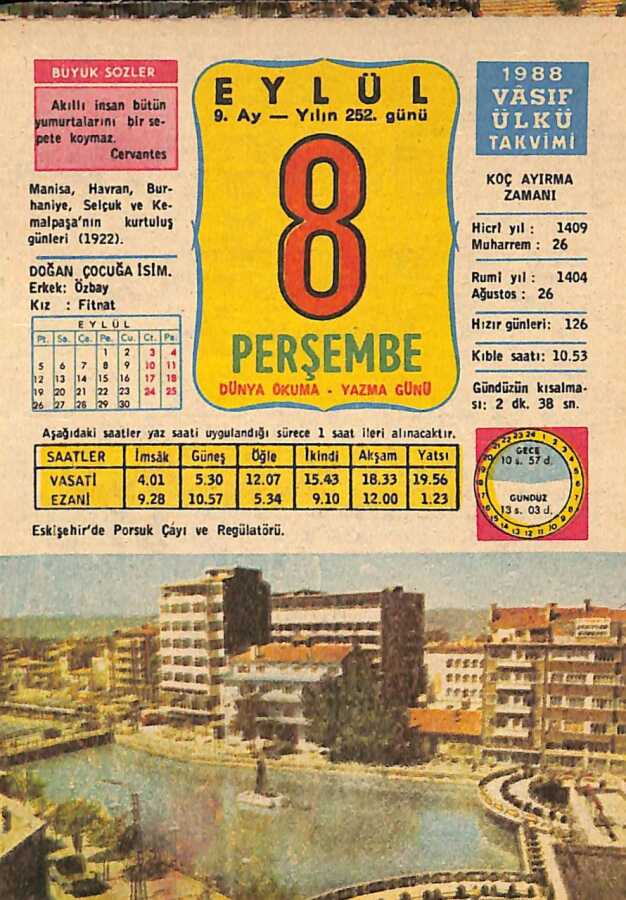 BÜYÜK SÖZLER
Akıllı insan bütün
yumurtalarını bir se-
pete koymaz.
Cervantes
Manisa, Havran, Bur-
haniye, Selçuk ve Ke-
malpaşa'nın kurtuluş
günleri (1922).
DOĞAN ÇOCUĞA İSİM.
Erkek: Özbay
Kız : Fitnat
EYLÜL
Pt. Sa. Ça. Pe. Cu. Ct. Pa.
1 2 3 4
5 6 7 8 9 10 11
12 13 14 15 16 17 18
19 20 21 22 23 24 25
26 27 28 29 30
EYLÜL
9. Ay — Yılın 252. günü
8
PERŞEMBE
DÜNYA OKUMA - YAZMA GÜNÜ
1988
VÂSIF
ÜLKÜ
TAKVİMİ
KOÇ AYIRMA
ZAMANI
Hicrî yıl : 1409
Muharrem : 26
Rumî yıl : 1404
Ağustos : 26
Hızır günleri: 126
Kıble saati: 10.53
Gündüzün kısalma-
sı: 2 dk. 38 sn.
Aşağıdaki saatler yaz saati uygulandığı sürece 1 saat ileri alınacaktır.
SAATLER İmsâk Güneş Öğle İkindi Akşam Yatsı
VASATİ 4.01 5.30 12.07 15.43 18.33 19.56
EZANÎ 9.28 10.57 5.34 9.10 12.00 1.23
GECE
10 s. 57 d.
GÜNDÜZ
13 s. 03 d.
Eskişehir'de Porsuk Çayı ve Regülatörü.